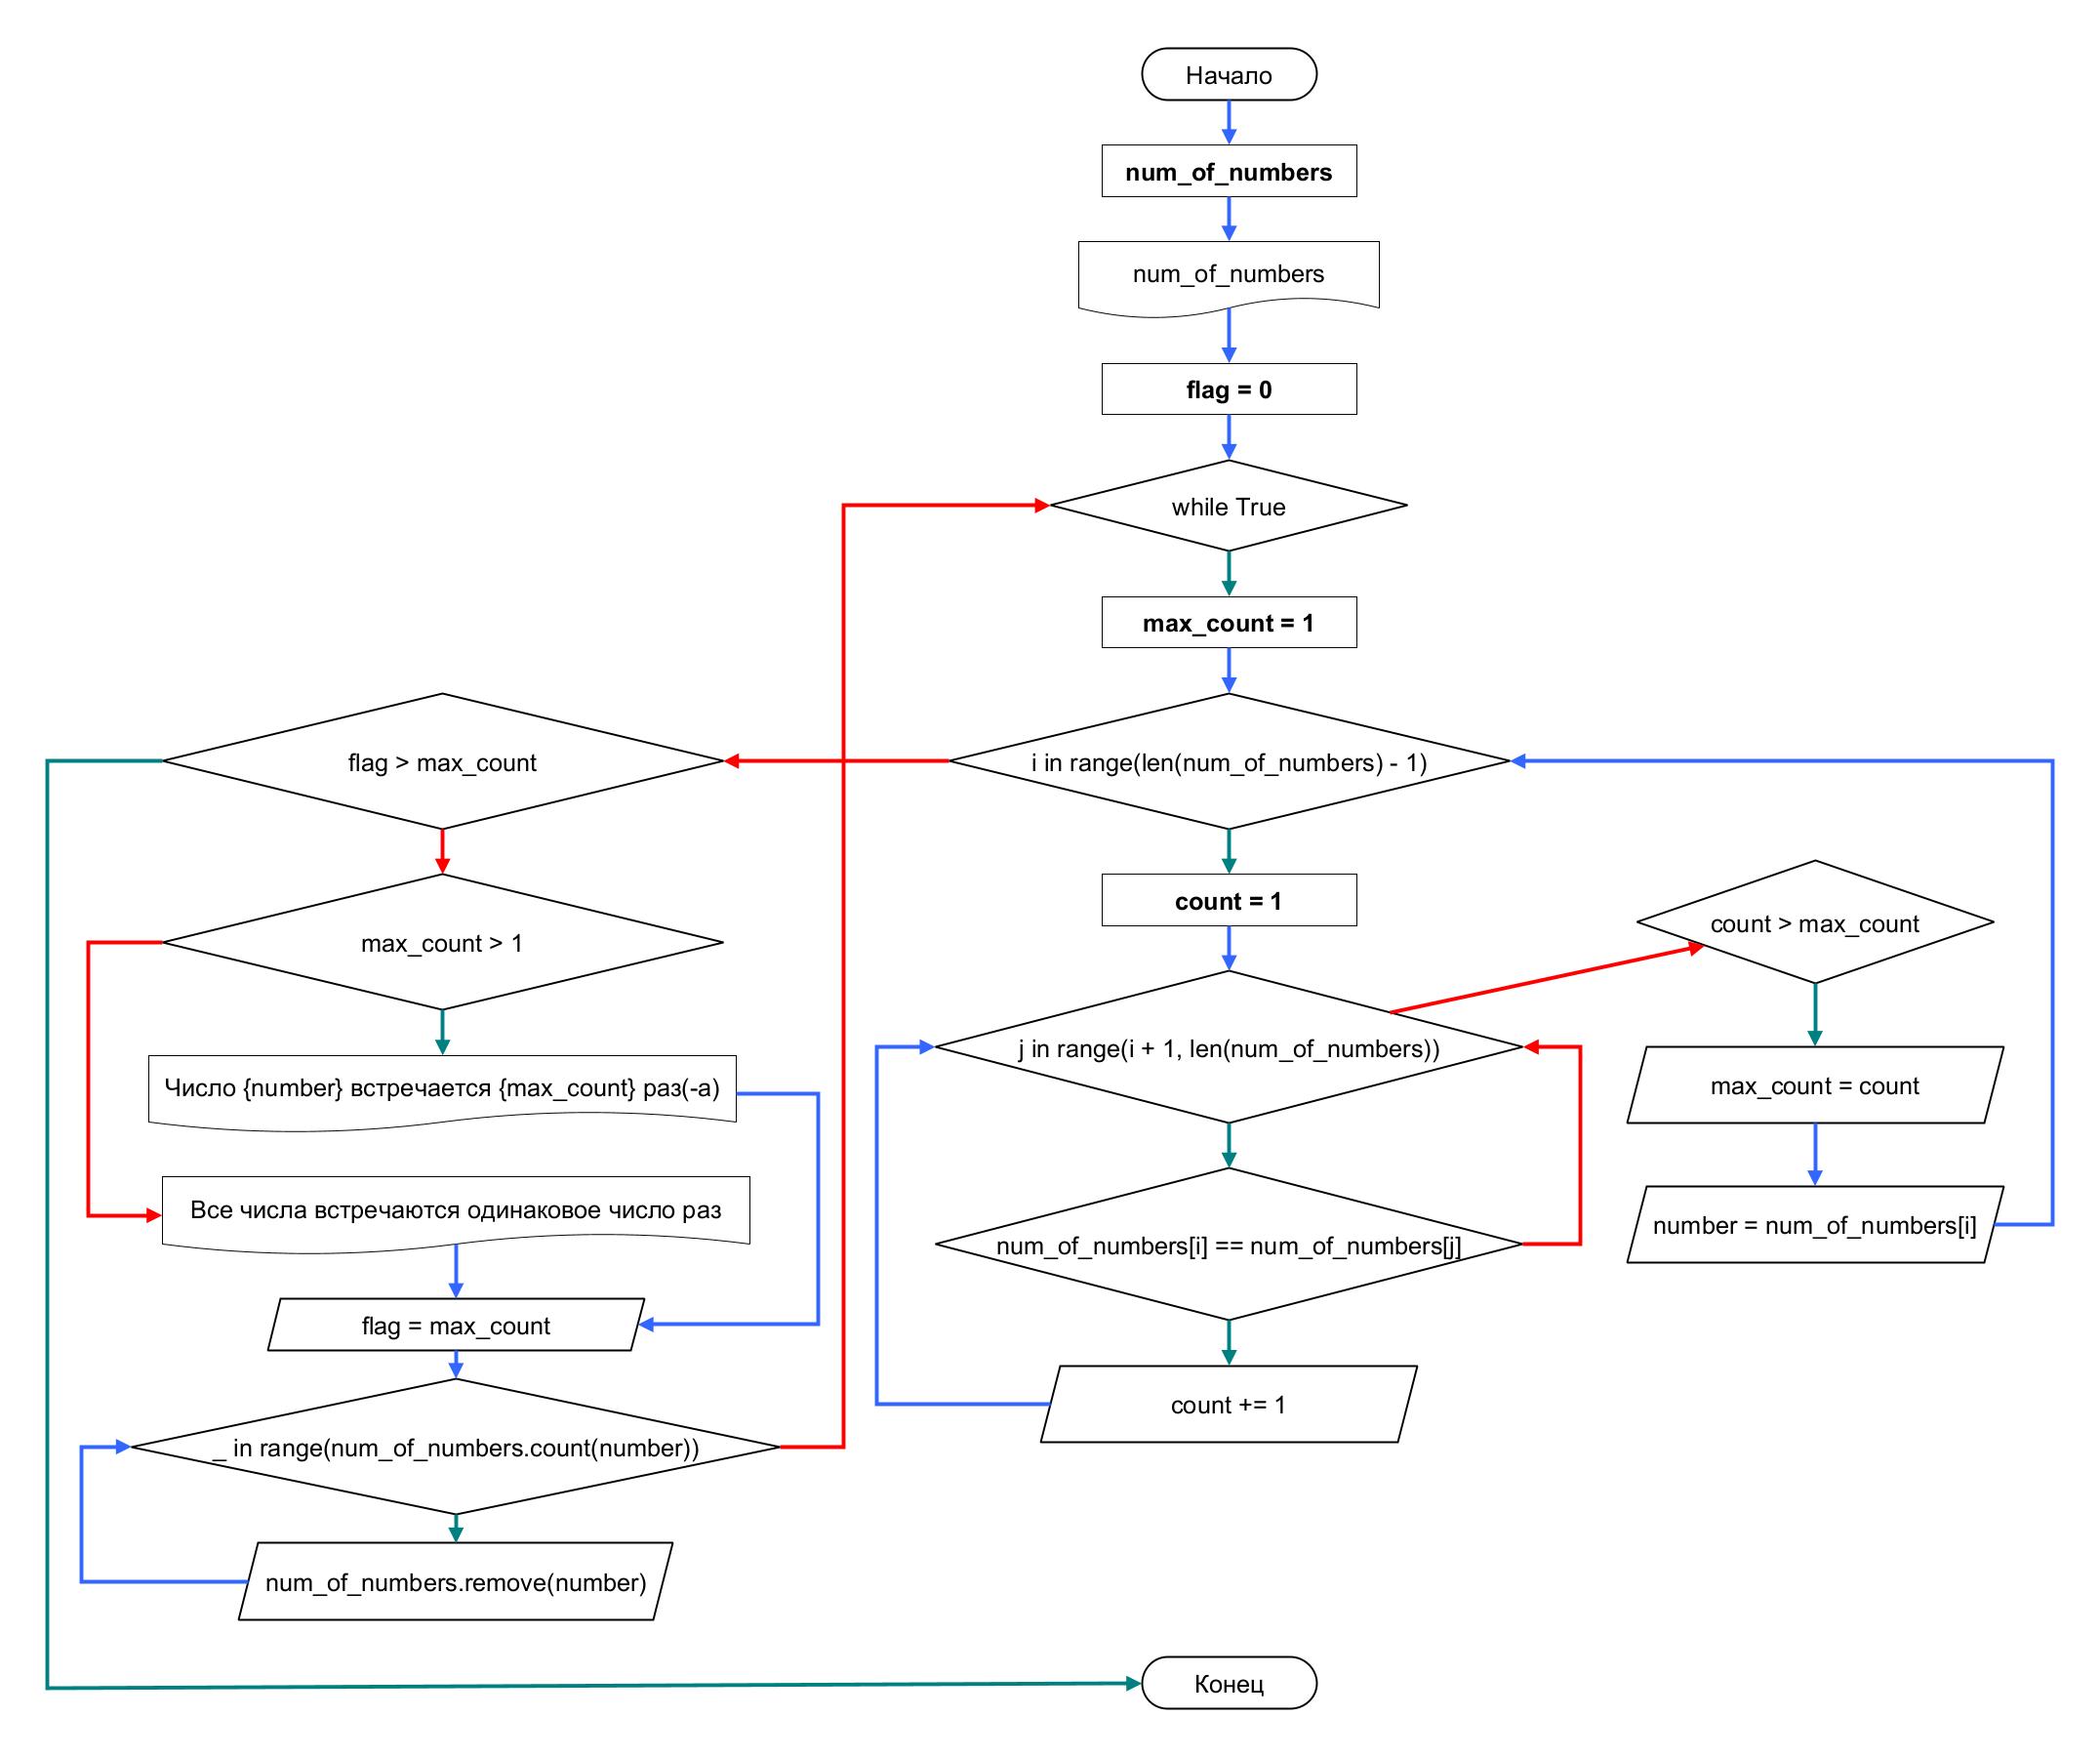 Начало
num_of_numbers
num_of_numbers
flag = 0
while True
max_count = 1
flag > max_count
i in range(len(num_of_numbers) - 1)
max_count > 1
count = 1
count > max_count
j in range(i + 1, len(num_of_numbers))
max_count = count
Число {number} встречается {max_count} раз(-а)
Все числа встречаются одинаковое число раз
number = num_of_numbers[i]
num_of_numbers[i] == num_of_numbers[j]
flag = max_count
count += 1
_ in range(num_of_numbers.count(number))
num_of_numbers.remove(number)
Конец